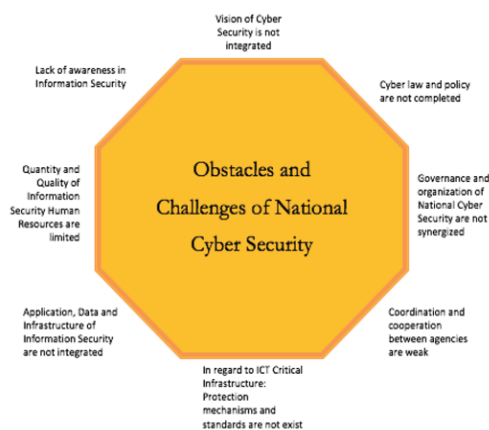 Vision of Cyber
Security is not
integrated
Cyber law and policy
are not completed
Governance and
organization of
National Cyber
Security are not
synergized
Coordination and
cooperation
between agencies
are weak
In regard to ICT Critical
Infrastructure:
Protection
mechanisms and
standards are not exist
Application, Data and
Infrastructure of
Information Security
are not integrated
Quantity and
Quality of
Information
Security Human
Resources are
limited
Lack of awareness in
Information Security
Obstacles and
Challenges of National
Cyber Security